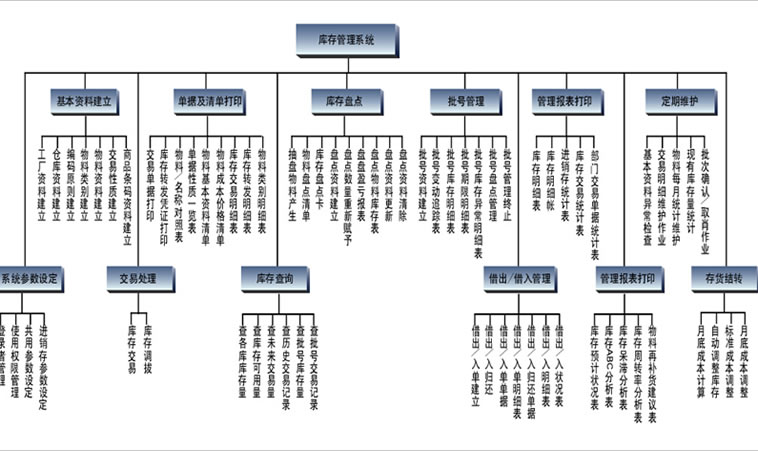 库存管理系统
基本资料建立
单据及清单打印
库存盘点
批号管理
管理报表打印
定期维护
工厂资料建立
仓库资料建立
编码原则建立
物料类别建立
物料资料建立
交易性质建立
商品条码资料建立
交易单据打印
库存转发凭证打印
物料／名称对照表
单据性质一览表
物料基本资料清单
物料成本价格清单
库存交易明细表
库存转发明细表
物料类别明细表
抽盘物料产生
物料盘点清单
库存盘点卡
盘点资料建立
盘点数量重新赋予
盘盘盈亏报表
盘点物料库存表
盘点资料更新
盘点资料清除
批号资料建立
批号变动追踪表
批号库存明细表
批号期限明细表
批号库存异常明细表
批号盘点管理
批号管理终止
库存明细表
库存明细帐
进销存统计表
库存交易统计表
部门交易单据统计表
基本资料异常检查
交易明细维护作业
物料每月统计维护
现有库存量统计
批次确认／取肖作业
系统参数设定
交易处理
库存查询
借出／借入管理
管理报表打印
存货结转
登录者管理
使用权限管理
共用参数设定
进销存参数设定
库存交易
库存调拨
查各库库存量
查库存可用量
查未来交易量
查历史交易记录
查批号库存量
查批号交易记录
借出／入单建立
借出／入归还
借出／入单单据
借出／入单明细表
借出／入归还单据
借出／入明细表
借出／入状况表
库存预计状况表
库存ABC分析表
库存呆滞分析表
库存周转率分析表
物料再补货建议表
月底成本计算
自动调整库存
标准成本调整
月底成本调整